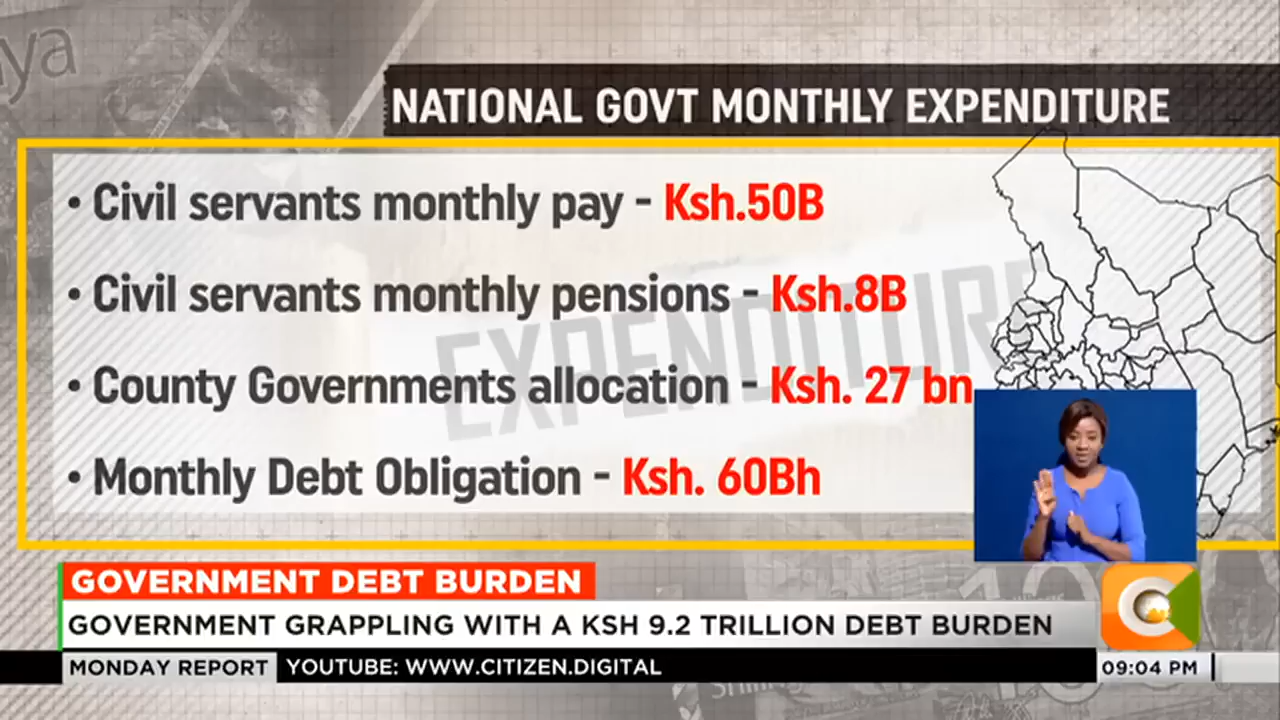 ya
NATIONAL GOVT MONTHLY EXPENDITURE
• Civil servants monthly pay - Ksh.50B
• Civil servants monthly pensions - Ksh.8B
• County Governments allocation - Ksh. 27 bn
• Monthly Debt Obligation - Ksh. 60Bh
EXPENDITURE
GOVERNMENT DEBT BURDEN
GOVERNMENT GRAPPLING WITH A KSH 9.2 TRILLION DEBT BURDEN
MONDAY REPORT YOUTUBE: WWW.CITIZEN.DIGITAL 09:04 PM